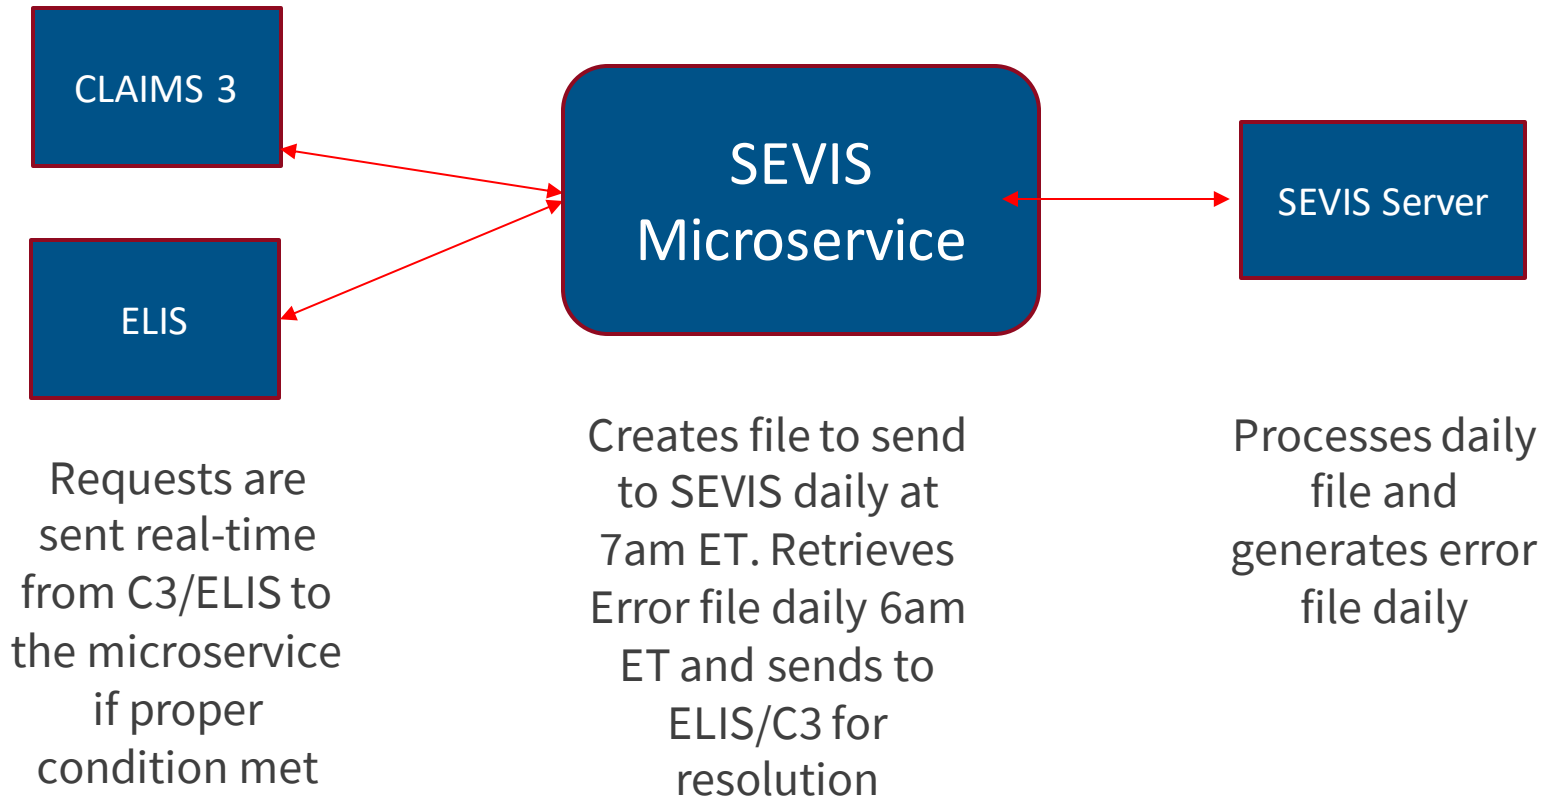 CLAIMS 3
ELIS
SEVIS
Microservice
SEVIS Server
Requests are
sent real-time
from C3/ELIS to
the microservice
if proper
condition met
Creates file to send
to SEVIS daily at
7am ET. Retrieves
Error file daily 6am
ET and sends to
ELIS/C3 for
resolution
Processes daily
file and
generates error
file daily